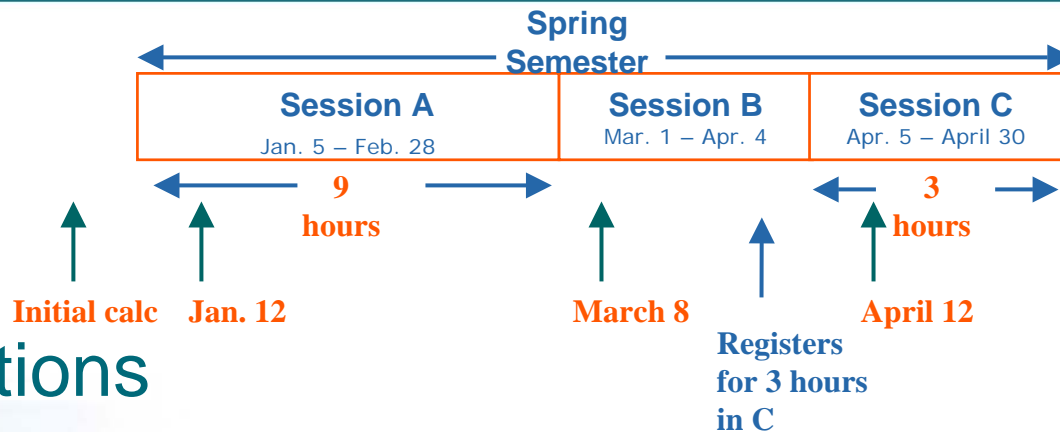 Spring
Semester
Session A
Jan. 5 – Feb. 28
Session B
Mar. 1 – Apr. 4
Session C
Apr. 5 – April 30
9
hours
3
hours
Initial calc
Jan. 12
March 8
April 12
Registers
for 3 hours
in C
tions